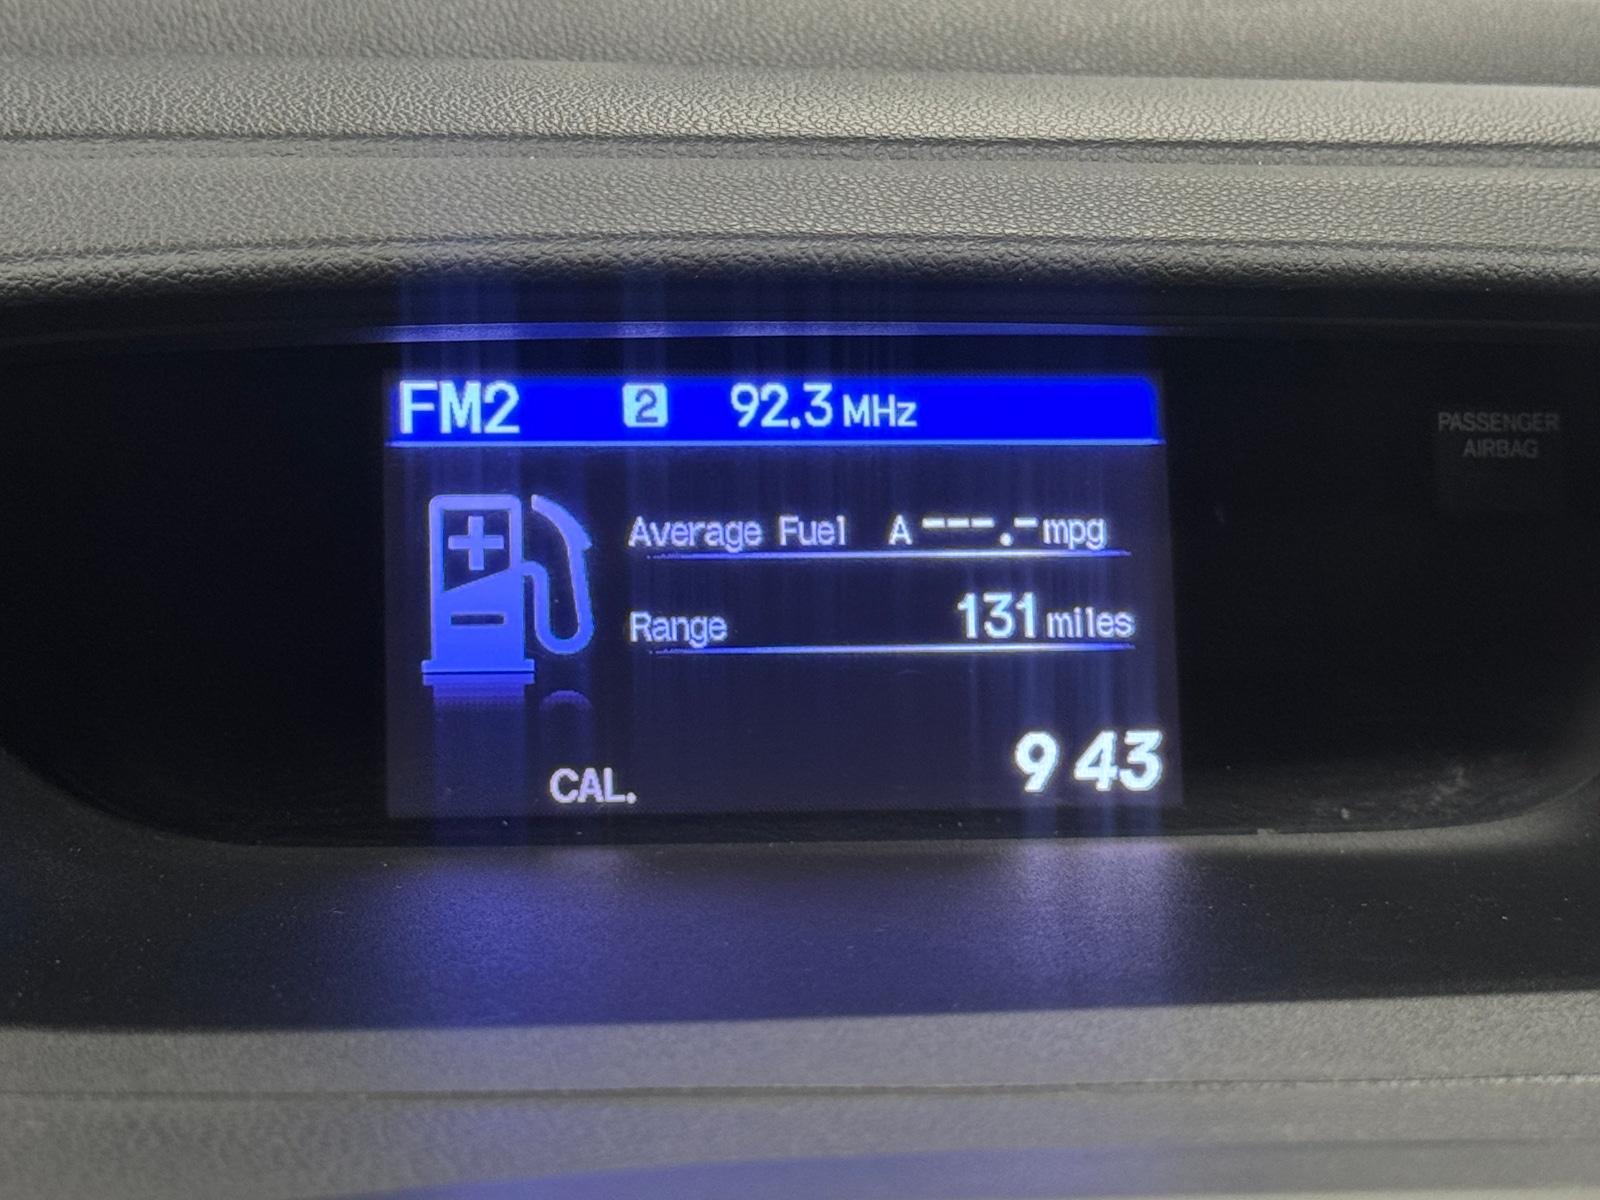 FM2 2 92.3 MHz
PASSENGER
AIRBAG
Average Fuel A ---.- mpg
Range 131 miles
CAL. 9 43